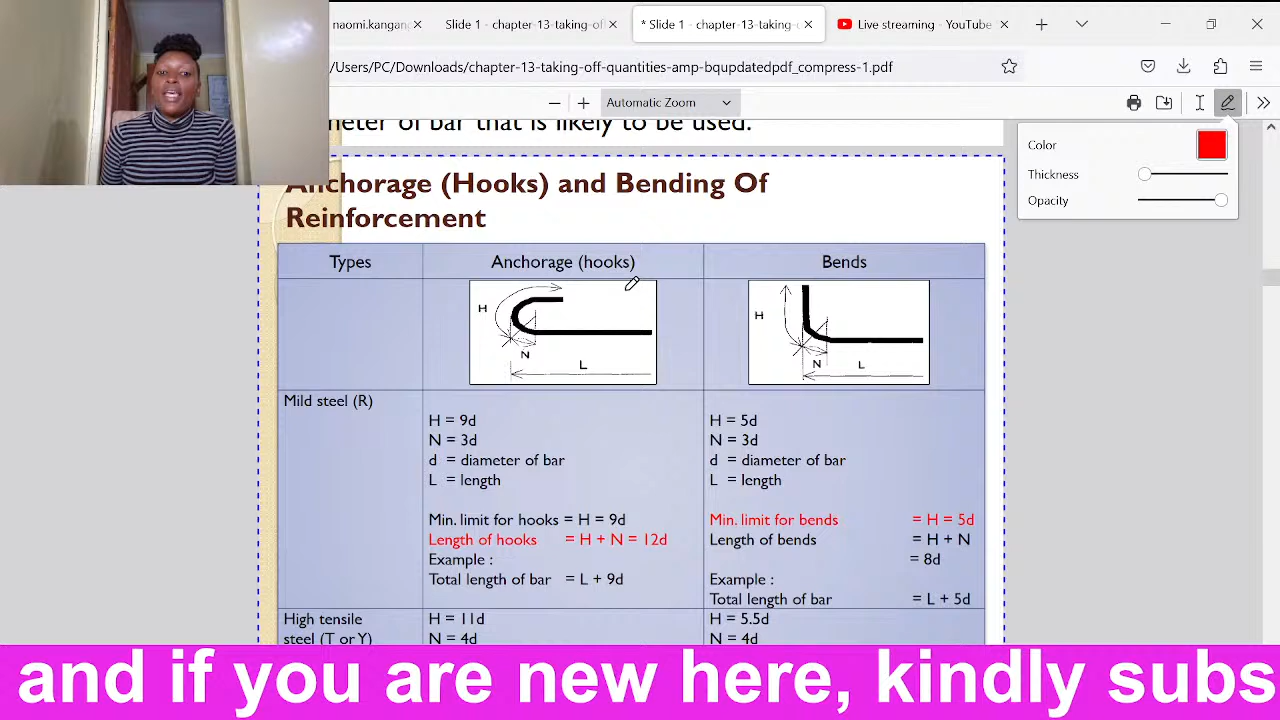 naomi.kangand
Slide 1 - chapter-13-taking-of
* Slide 1 - chapter-13-taking-
Live streaming - YouTube
/Users/PC/Downloads/chapter-13-taking-off-quantities-amp-bqupdatedpdf_compress-1.pdf
Automatic Zoom
Color
Thickness
Opacity
meter of bar that is likely to be used.
Anchorage (Hooks) and Bending Of
Reinforcement
Types Anchorage (hooks) Bends
H
N
L
H
N
L
Mild steel (R)
H = 9d
N = 3d
d = diameter of bar
L = length
Min. limit for hooks = H = 9d
Length of hooks = H + N = 12d
Example :
Total length of bar = L + 9d
H = 5d
N = 3d
d = diameter of bar
L = length
Min. limit for bends = H = 5d
Length of bends = H + N
= 8d
Example :
Total length of bar = L + 5d
High tensile
steel (T or Y)
H = 11d
N = 4d
H = 5.5d
N = 4d
and if you are new here, kindly subs